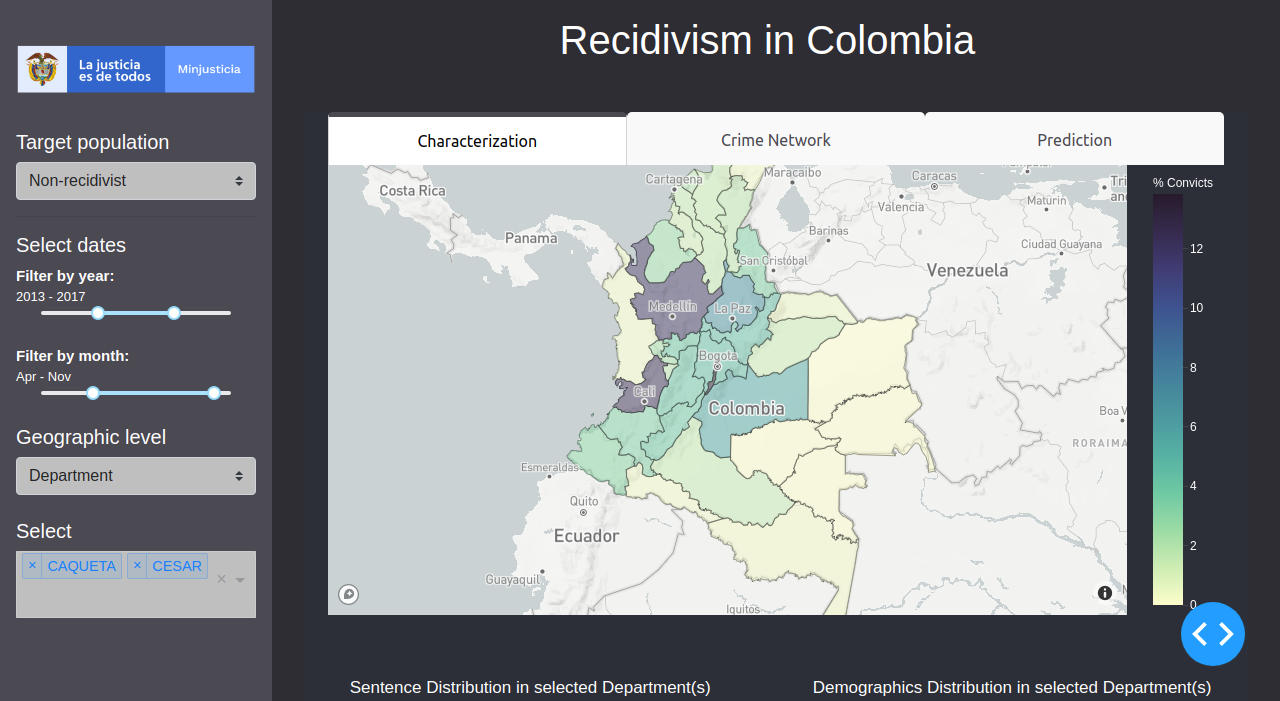 Recidivism in Colombia
La justicia
es de todos
Minjusticia
Target population
Non-recidivist
Select dates
Filter by year:
2013 - 2017
Filter by month:
Apr - Nov
Geographic level
Department
Select
× CAQUETA × CESAR ×
Characterization
Crime Network
Prediction
Costa Rica
Panama
Cartagena
Maracaibo
Caracas
Valencia
Maturín
Barinas
Ciudad Guayana
San Cristóbal
Venezuela
Medellín
La Paz
Bogota
Cali
Colombia
Boa V
RORAIMA
Esmeraldas
Quito
Ecuador
Guayaquil
Iquitos
% Convicts
12
10
8
6
4
2
0
Sentence Distribution in selected Department(s)
Demographics Distribution in selected Department(s)